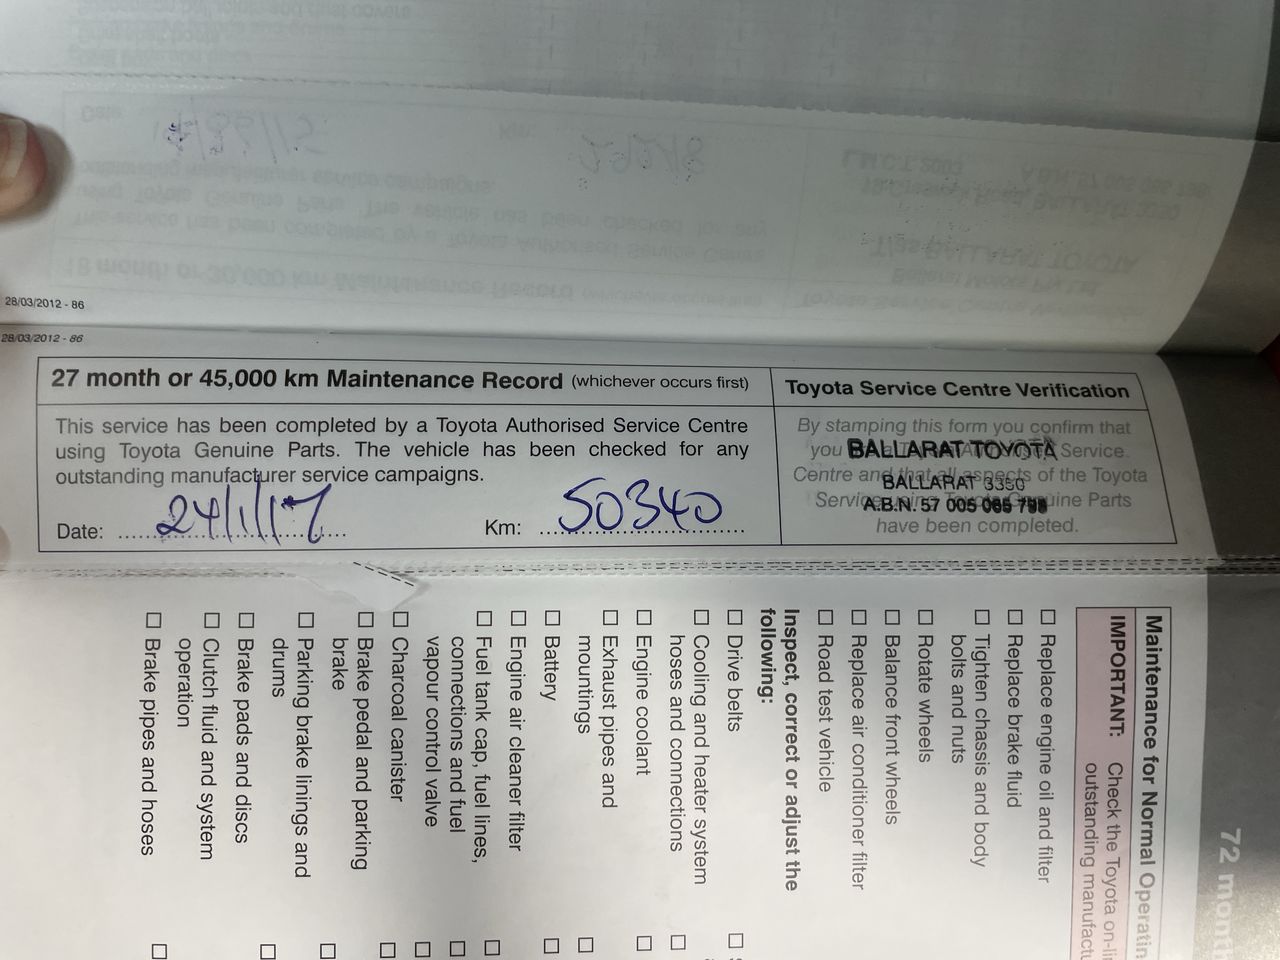 28/03/2012 - 86
28/03/2012 - 86
27 month or 45,000 km Maintenance Record (whichever occurs first)
This service has been completed by a Toyota Authorised Service Centre
using Toyota Genuine Parts. The vehicle has been checked for any
outstanding manufacturer service campaigns.
Date: 24/1/17 Km: 50340
Toyota Service Centre Verification
By stamping this form you confirm that
you Service.
Centre and that all aspects of the Toyota
Service using Toyota Genuine Parts
have been completed.
BALLARAT TOYOTA
BALLARAT 3350
A.B.N. 57 005 065
72 month
Maintenance for Normal Operatin
IMPORTANT: Check the Toyota on-li
outstanding manufactu
Replace engine oil and filter
Replace brake fluid
Tighten chassis and body
bolts and nuts
Rotate wheels
Balance front wheels
Replace air conditioner filter
Road test vehicle
Inspect, correct or adjust the
following:
Drive belts
Cooling and heater system
hoses and connections
Engine coolant
Exhaust pipes and
mountings
Battery
Engine air cleaner filter
Fuel tank cap, fuel lines,
connections and fuel
vapour control valve
Charcoal canister
Brake pedal and parking
brake
Parking brake linings and
drums
Brake pads and discs
Clutch fluid and system
operation
Brake pipes and hoses